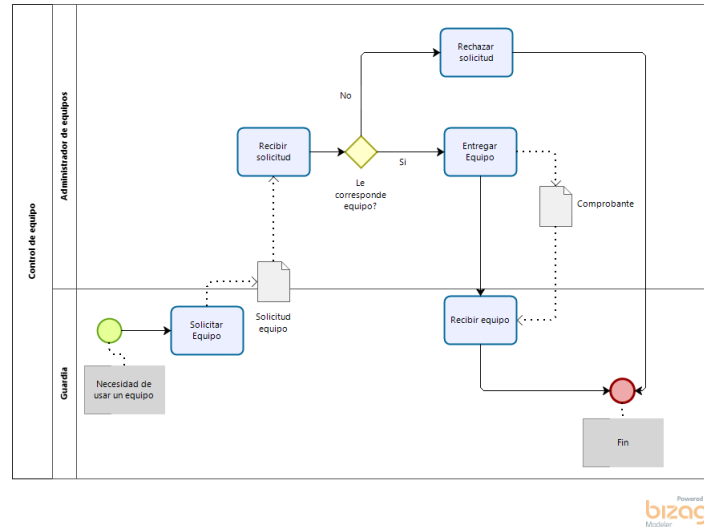 Control de equipo
Administrador de equipos
Rechazar
solicitud
No
Recibir
solicitud
Entregar
Equipo
Si
Le
corresponde
equipo?
Comprobante
Guardia
Solicitar
Equipo
Solicitud
equipo
Recibir equipo
Necesidad de
usar un equipo
Fin
Powered
bizag
Modeler